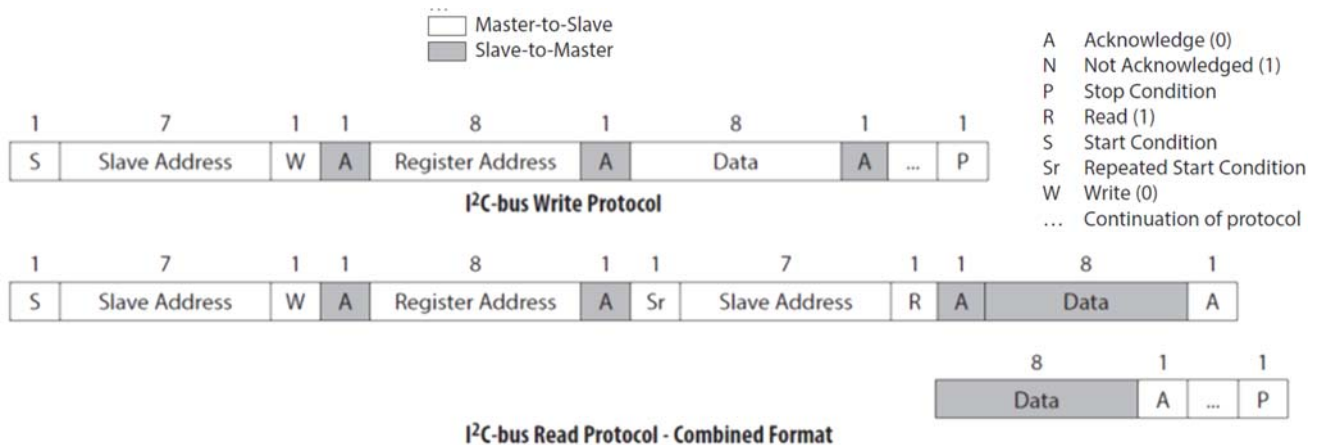 ...
Master-to-Slave
Slave-to-Master
A Acknowledge (0)
N Not Acknowledged (1)
P Stop Condition
R Read (1)
S Start Condition
Sr Repeated Start Condition
W Write (0)
... Continuation of protocol
1 7 1 1 8 1 8 1 1
S Slave Address W A Register Address A Data A ... P
I²C-bus Write Protocol
1 7 1 1 8 1 1 7 1 1 8 1
S Slave Address W A Register Address A Sr Slave Address R A Data A
8 1 1
Data A ... P
I²C-bus Read Protocol - Combined Format